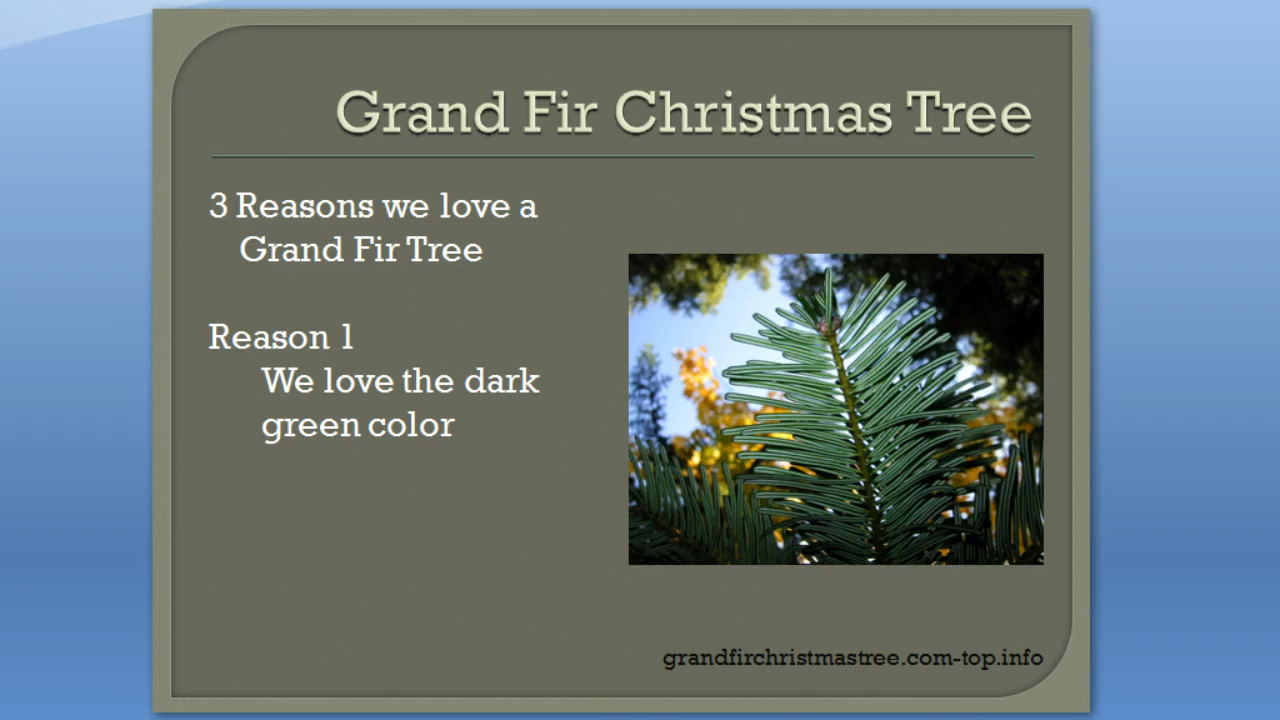 Grand Fir Christmas Tree
3 Reasons we love a
Grand Fir Tree
Reason 1
We love the dark
green color
grandfirchristmastree.com-top.info